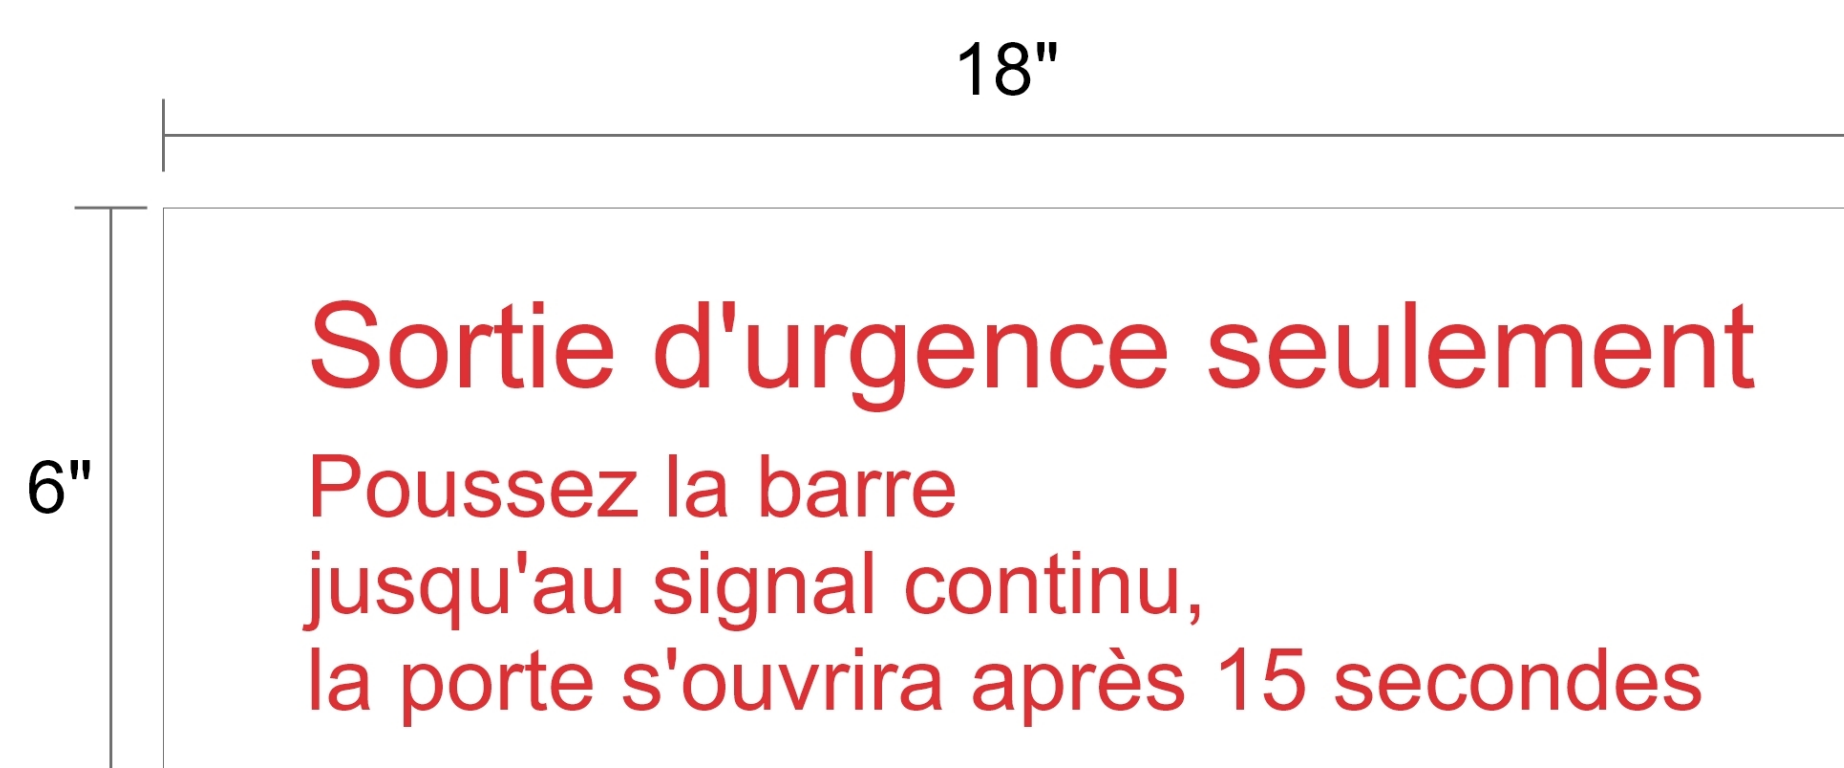 18"
6"
Sortie d'urgence seulement
Poussez la barre
jusqu'au signal continu,
la porte s'ouvrira après 15 secondes